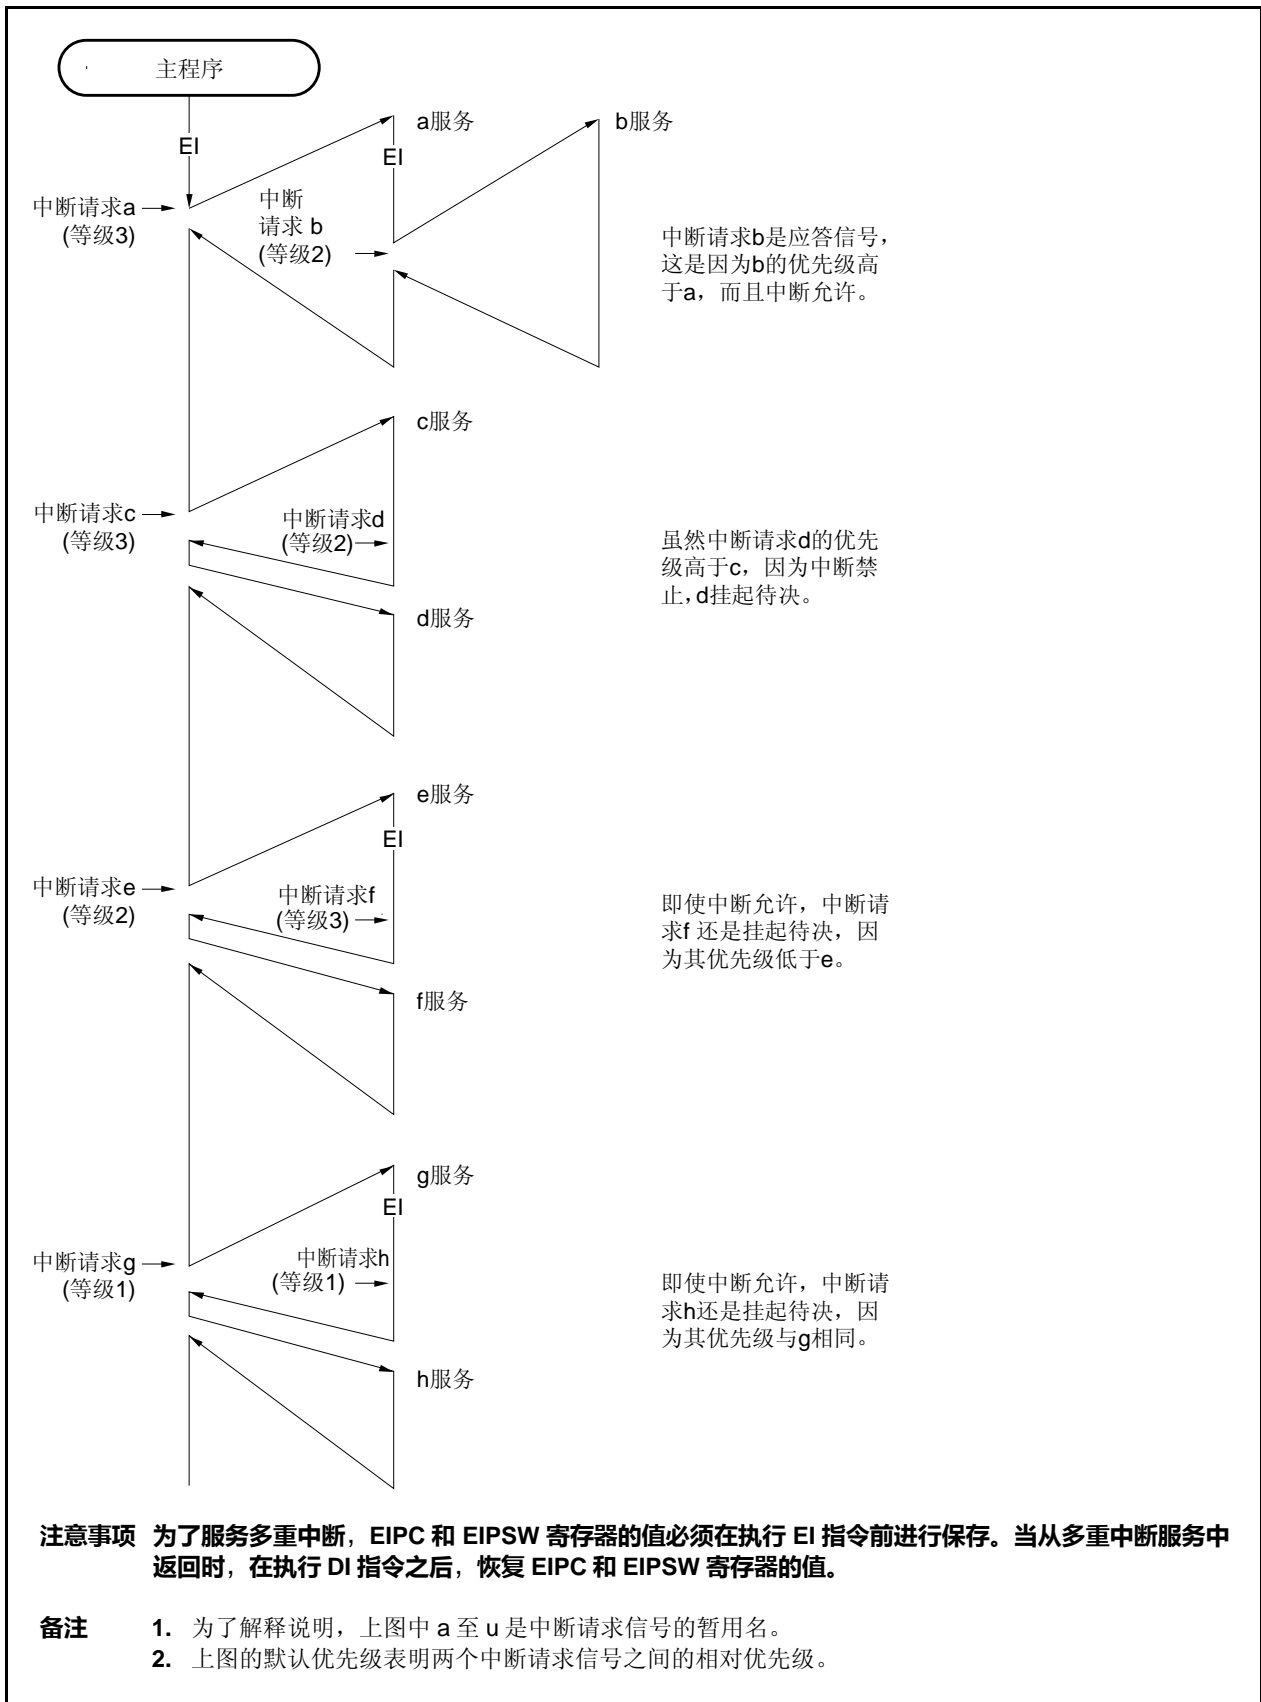 主程序
EI
a服务
EI
b服务
中断请求a
(等级3)
中断
请求 b
(等级2)
中断请求b是应答信号，
这是因为b的优先级高
于a，而且中断允许。
c服务
中断请求c
(等级3)
中断请求d
(等级2)
虽然中断请求d的优先
级高于c，因为中断禁
止，d挂起待决。
d服务
e服务
EI
中断请求e
(等级2)
中断请求f
(等级3)
即使中断允许，中断请
求f 还是挂起待决，因
为其优先级低于e。
f服务
g服务
EI
中断请求g
(等级1)
中断请求h
(等级1)
即使中断允许，中断请
求h还是挂起待决，因
为其优先级与g相同。
h服务
注意事项 为了服务多重中断，EIPC 和 EIPSW 寄存器的值必须在执行 EI 指令前进行保存。当从多重中断服务中
返回时，在执行 DI 指令之后，恢复 EIPC 和 EIPSW 寄存器的值。
备注 1. 为了解释说明，上图中 a 至 u 是中断请求信号的暂用名。
2. 上图的默认优先级表明两个中断请求信号之间的相对优先级。